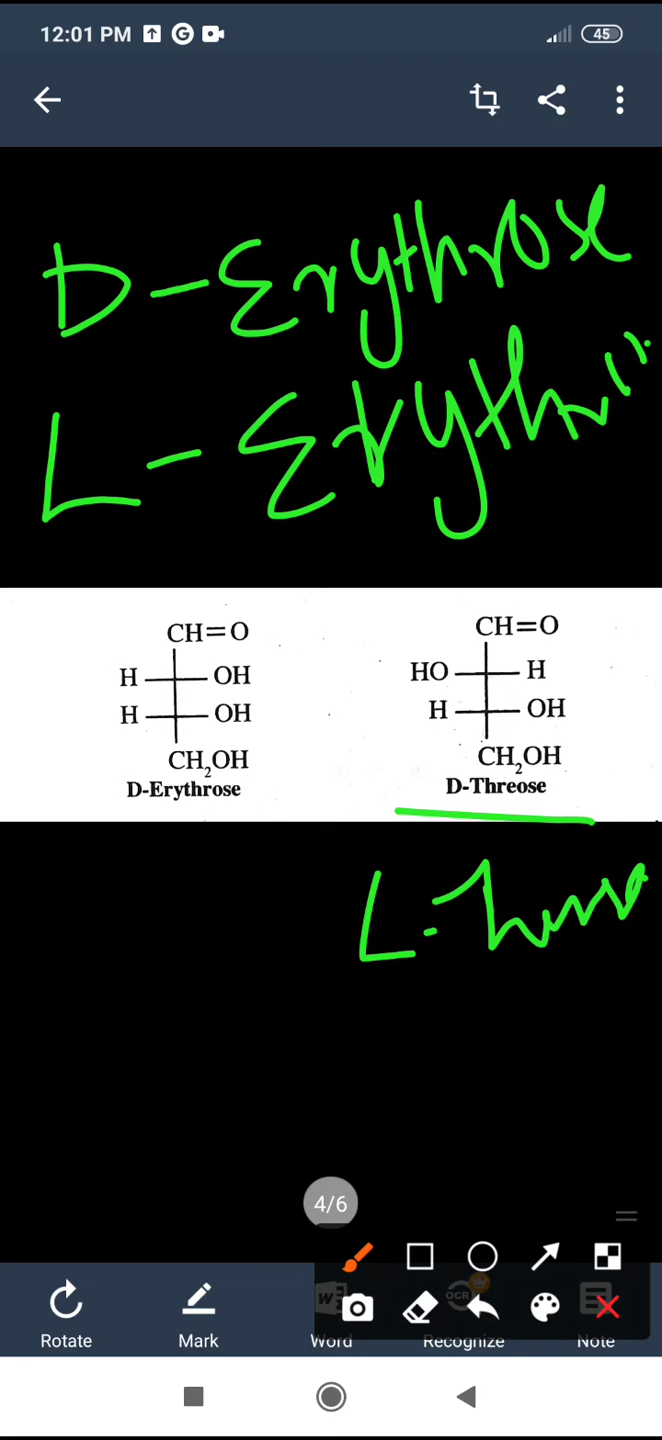 12:01 PM
45
D-Erythrose
L-
CH=O
H OH
H OH
CH₂OH
D-Erythrose
CH=O
HO H
H OH
CH₂OH
D-Threose
L-
4/6
Rotate Mark Word Recognize Note